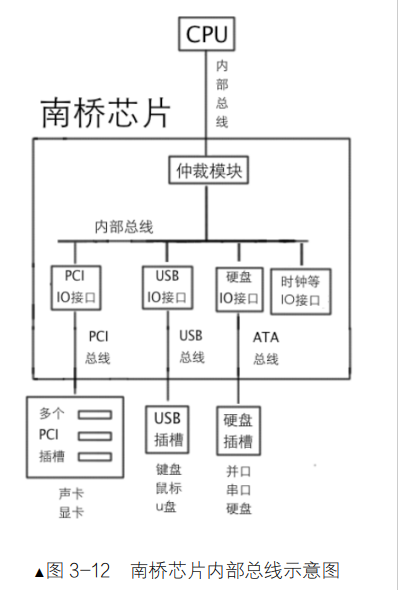 CPU
内
部
总
线
南桥芯片
仲裁模块
内部总线
PCI
IO接口
USB
IO接口
硬盘
IO接口
时钟等
IO接口
PCI
总线
USB
总线
ATA
总线
多个
PCI
插槽
USB
插槽
硬盘
插槽
声卡
显卡
键盘
鼠标
u盘
并口
串口
硬盘
▲图 3-12 南桥芯片内部总线示意图